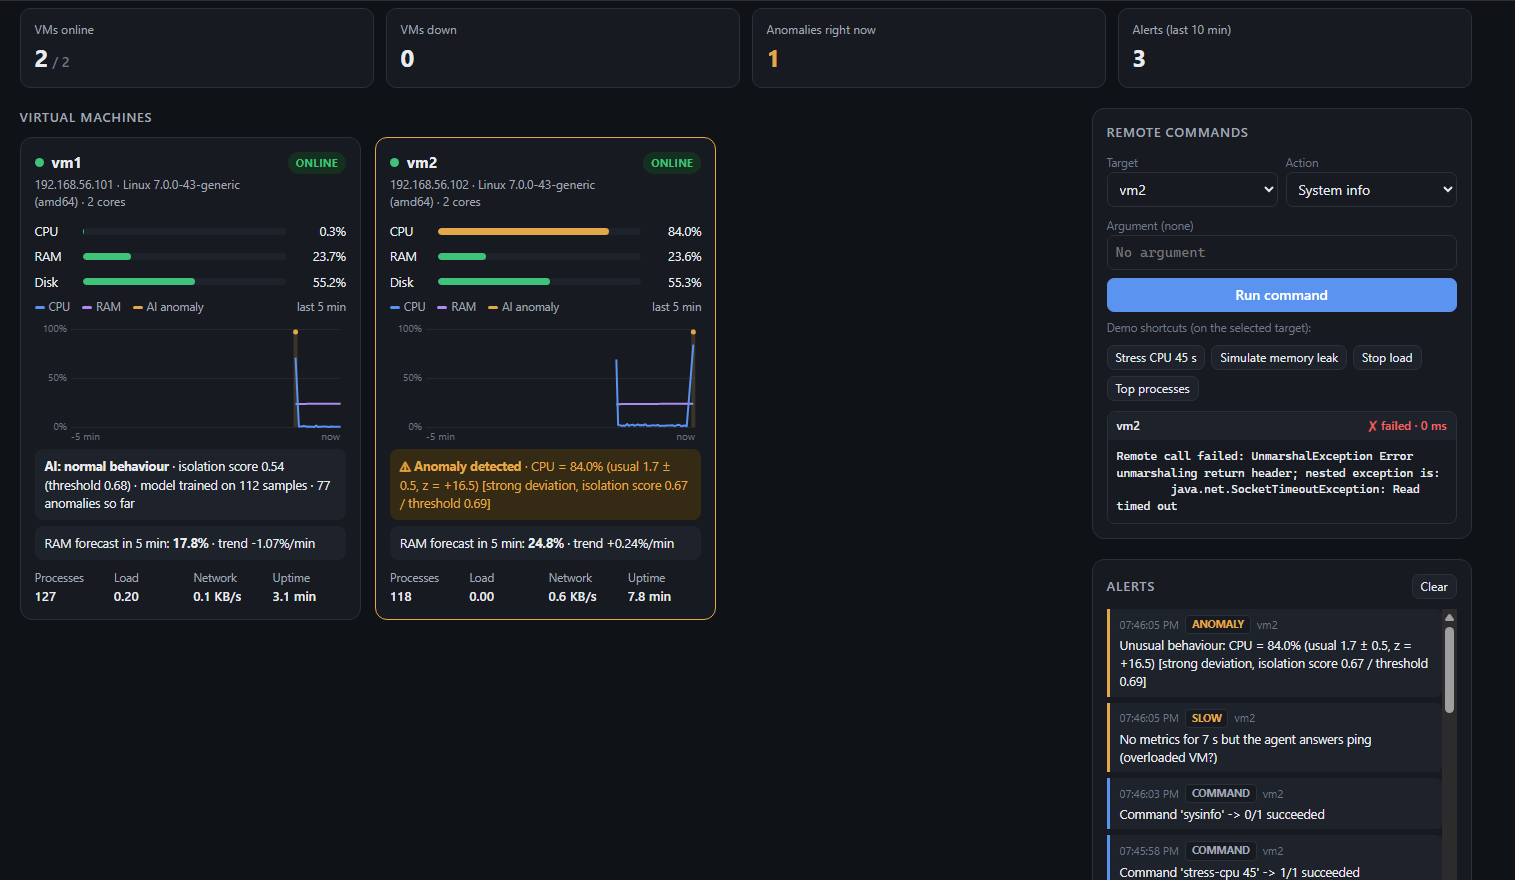 VMs online
2 / 2
VMs down
0
Anomalies right now
1
Alerts (last 10 min)
3
VIRTUAL MACHINES
vm1
ONLINE
192.168.56.101 · Linux 7.0.0-43-generic
(amd64) · 2 cores
CPU 0.3%
RAM 23.7%
Disk 55.2%
CPU RAM AI anomaly last 5 min
100%
50%
0%
-5 min now
AI: normal behaviour · isolation score 0.54
(threshold 0.68) · model trained on 112 samples · 77
anomalies so far
RAM forecast in 5 min: 17.8% · trend -1.07%/min
Processes Load Network Uptime
127 0.20 0.1 KB/s 3.1 min
vm2
ONLINE
192.168.56.102 · Linux 7.0.0-43-generic
(amd64) · 2 cores
CPU 84.0%
RAM 23.6%
Disk 55.3%
CPU RAM AI anomaly last 5 min
100%
50%
0%
-5 min now
⚠ Anomaly detected · CPU = 84.0% (usual 1.7 ±
0.5, z = +16.5) [strong deviation, isolation score 0.67
/ threshold 0.69]
RAM forecast in 5 min: 24.8% · trend +0.24%/min
Processes Load Network Uptime
118 0.00 0.6 KB/s 7.8 min
REMOTE COMMANDS
Target Action
vm2 System info
Argument (none)
No argument
Run command
Demo shortcuts (on the selected target):
Stress CPU 45 s Simulate memory leak Stop load
Top processes
vm2 ✗ failed · 0 ms
Remote call failed: UnmarshalException Error
unmarshaling return header; nested exception is:
java.net.SocketTimeoutException: Read
timed out
ALERTS
Clear
07:46:05 PM ANOMALY vm2
Unusual behaviour: CPU = 84.0% (usual 1.7 ± 0.5, z =
+16.5) [strong deviation, isolation score 0.67 / threshold
0.69]
07:46:05 PM SLOW vm2
No metrics for 7 s but the agent answers ping
(overloaded VM?)
07:46:03 PM COMMAND vm2
Command 'sysinfo' -> 0/1 succeeded
07:45:58 PM COMMAND vm2
Command 'stress-cpu 45' -> 1/1 succeeded